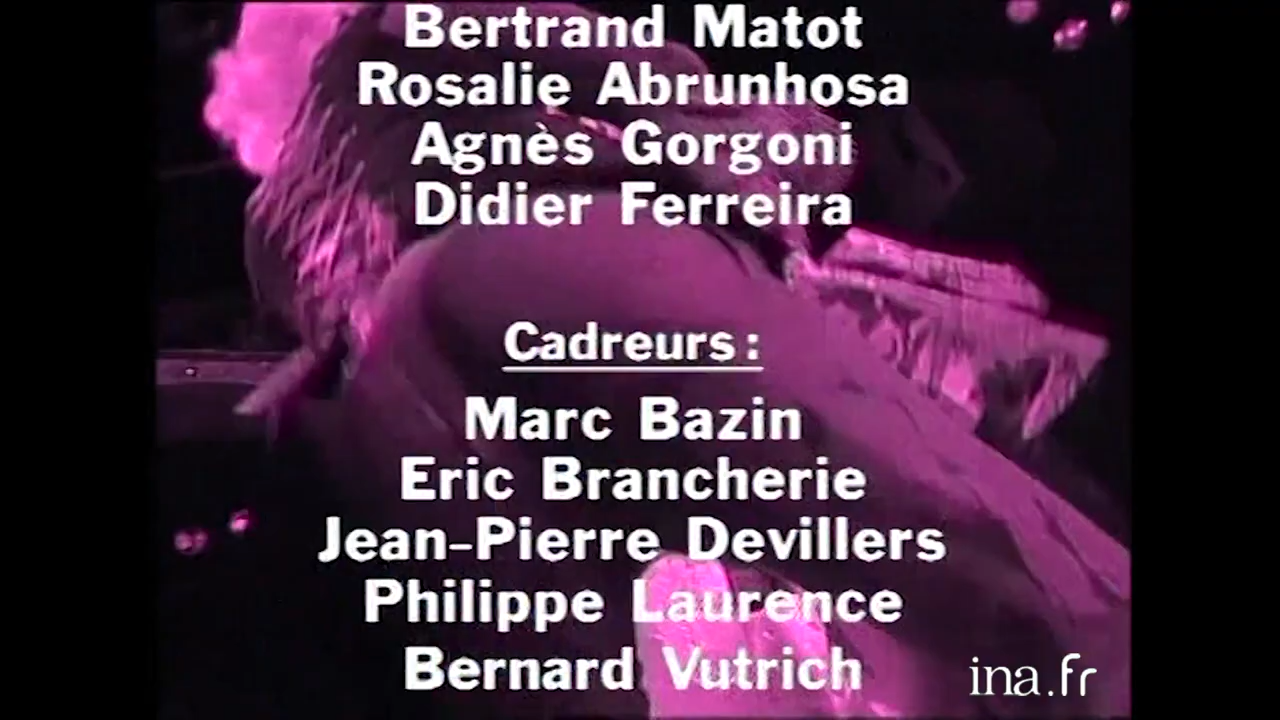 Bertrand Matot
Rosalie Abrunhosa
Agnès Gorgoni
Didier Ferreira
Cadreurs :
Marc Bazin
Eric Brancherie
Jean-Pierre Devillers
Philippe Laurence
Bernard Vutrich
ina.fr